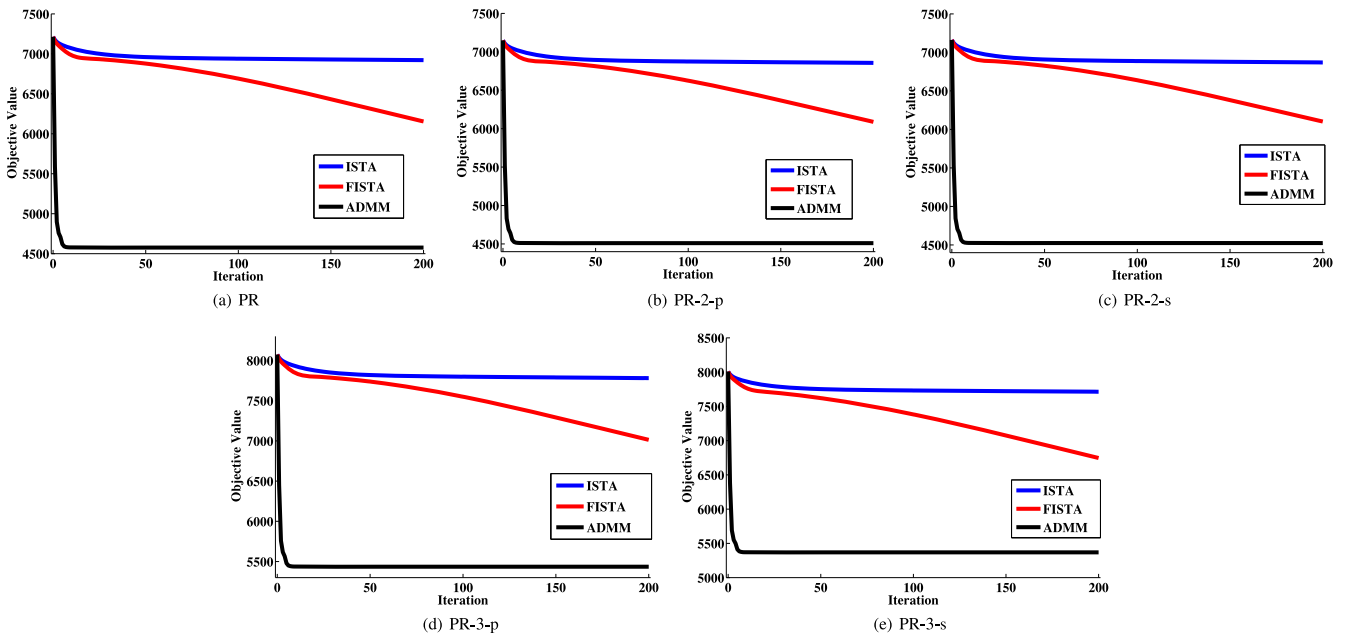 7500
7000
6500
6000
5500
5000
4500
Objective Value
0
50
100
150
200
Iteration
ISTA
FISTA
ADMM
(a) PR
7500
7000
6500
6000
5500
5000
4500
Objective Value
0
50
100
150
200
Iteration
ISTA
FISTA
ADMM
(b) PR-2-p
7500
7000
6500
6000
5500
5000
4500
Objective Value
0
50
100
150
200
Iteration
ISTA
FISTA
ADMM
(c) PR-2-s
8000
7500
7000
6500
6000
5500
Objective Value
0
50
100
150
200
Iteration
ISTA
FISTA
ADMM
(d) PR-3-p
8500
8000
7500
7000
6500
6000
5500
5000
Objective Value
0
50
100
150
200
Iteration
ISTA
FISTA
ADMM
(e) PR-3-s